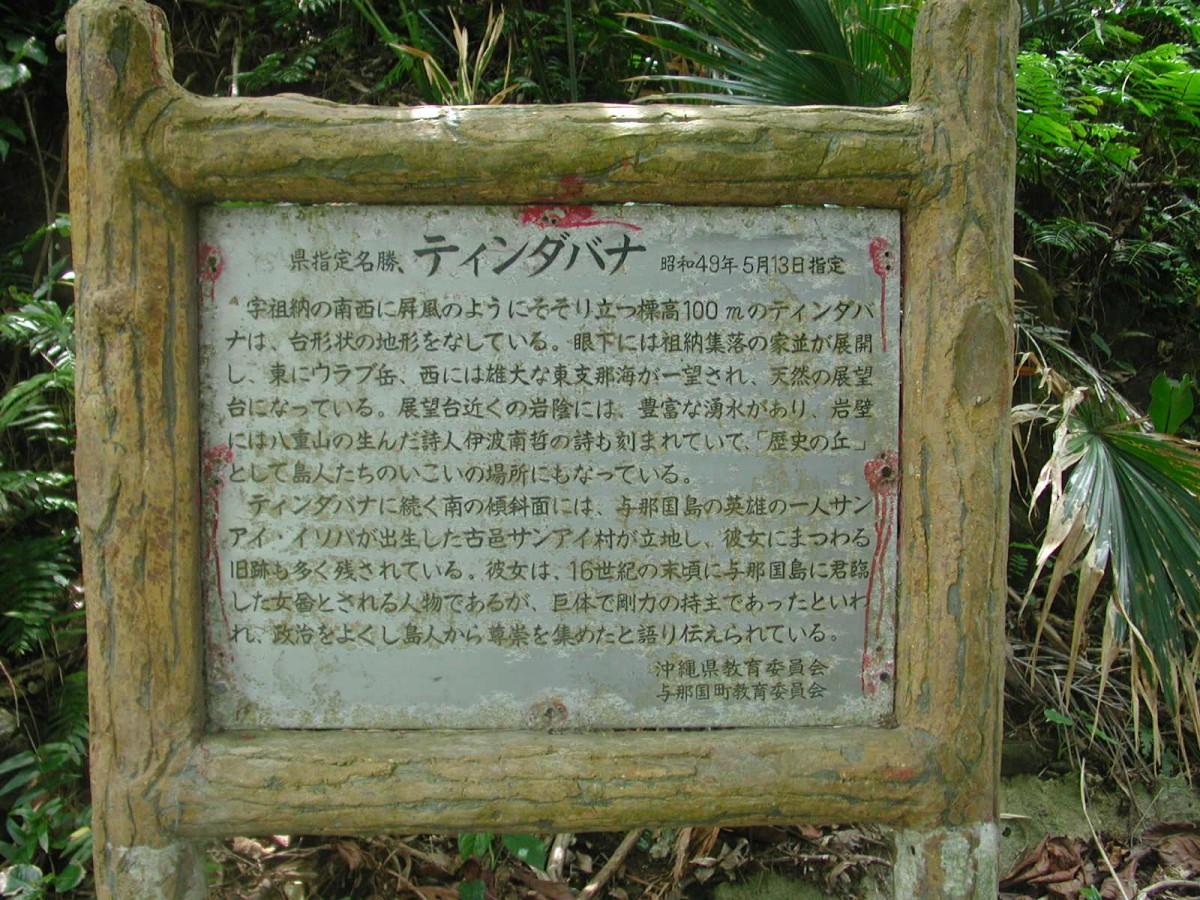 県指定名勝、ティンダバナ 昭和49年5月13日指定
字祖納の南西に屏風のようにそそり立つ標高100mのティンダバ
ナは、台形状の地形をなしている。眼下には祖納集落の家並が展開
し、東にウラブ岳、西には雄大な東支那海が一望され、天然の展望
台になっている。展望台近くの岩陰には、豊富な湧水があり、岩壁
には八重山の生んだ詩人伊波南哲の詩も刻まれていて、「歴史の丘」
として島人たちのいこいの場所にもなっている。
ティンダバナに続く南の傾斜面には、与那国島の英雄の一人サン
アイ・イソバが出生した古邑サンアイ村が立地し、彼女にまつわる
旧跡も多く残されている。彼女は、16世紀の末頃に与那国島に君臨
した女酋とされる人物であるが、巨体で剛力の持主であったといわ
れ、政治をよくし島人から尊崇を集めたと語り伝えられている。
沖縄県教育委員会
与那国町教育委員会